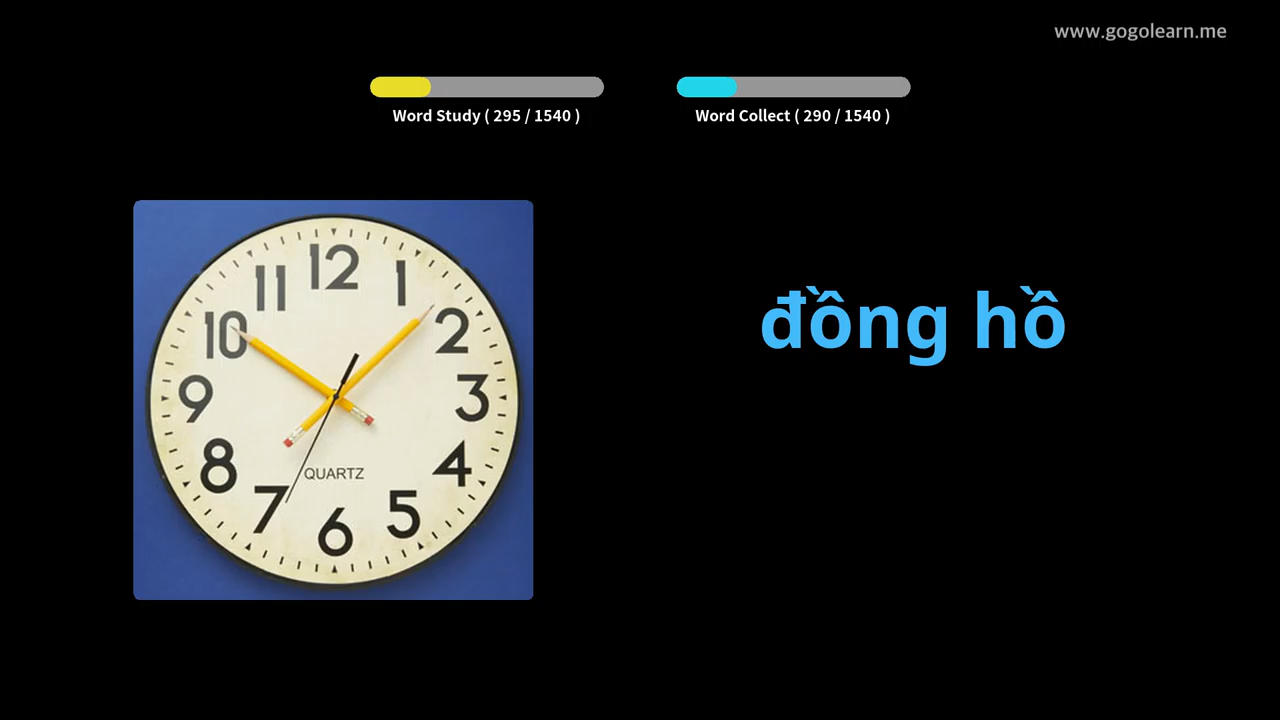 www.gogolearn.me
Word Study ( 295 / 1540 )
Word Collect ( 290 / 1540 )
12
11
1
10
2
9
3
8
4
7
5
6
QUARTZ
đồng hồ